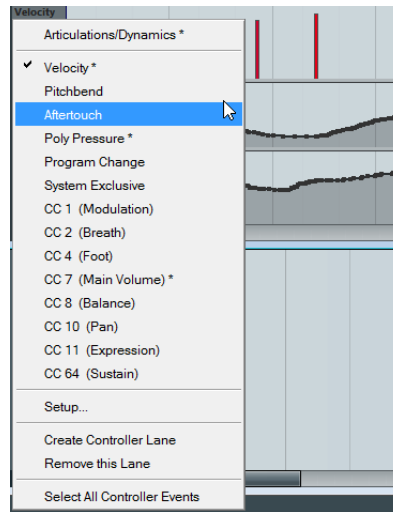 Velocity
Articulations/Dynamics *
Velocity *
Pitchbend
Aftertouch
Poly Pressure *
Program Change
System Exclusive
CC 1 (Modulation)
CC 2 (Breath)
CC 4 (Foot)
CC 7 (Main Volume) *
CC 8 (Balance)
CC 10 (Pan)
CC 11 (Expression)
CC 64 (Sustain)
Setup...
Create Controller Lane
Remove this Lane
Select All Controller Events